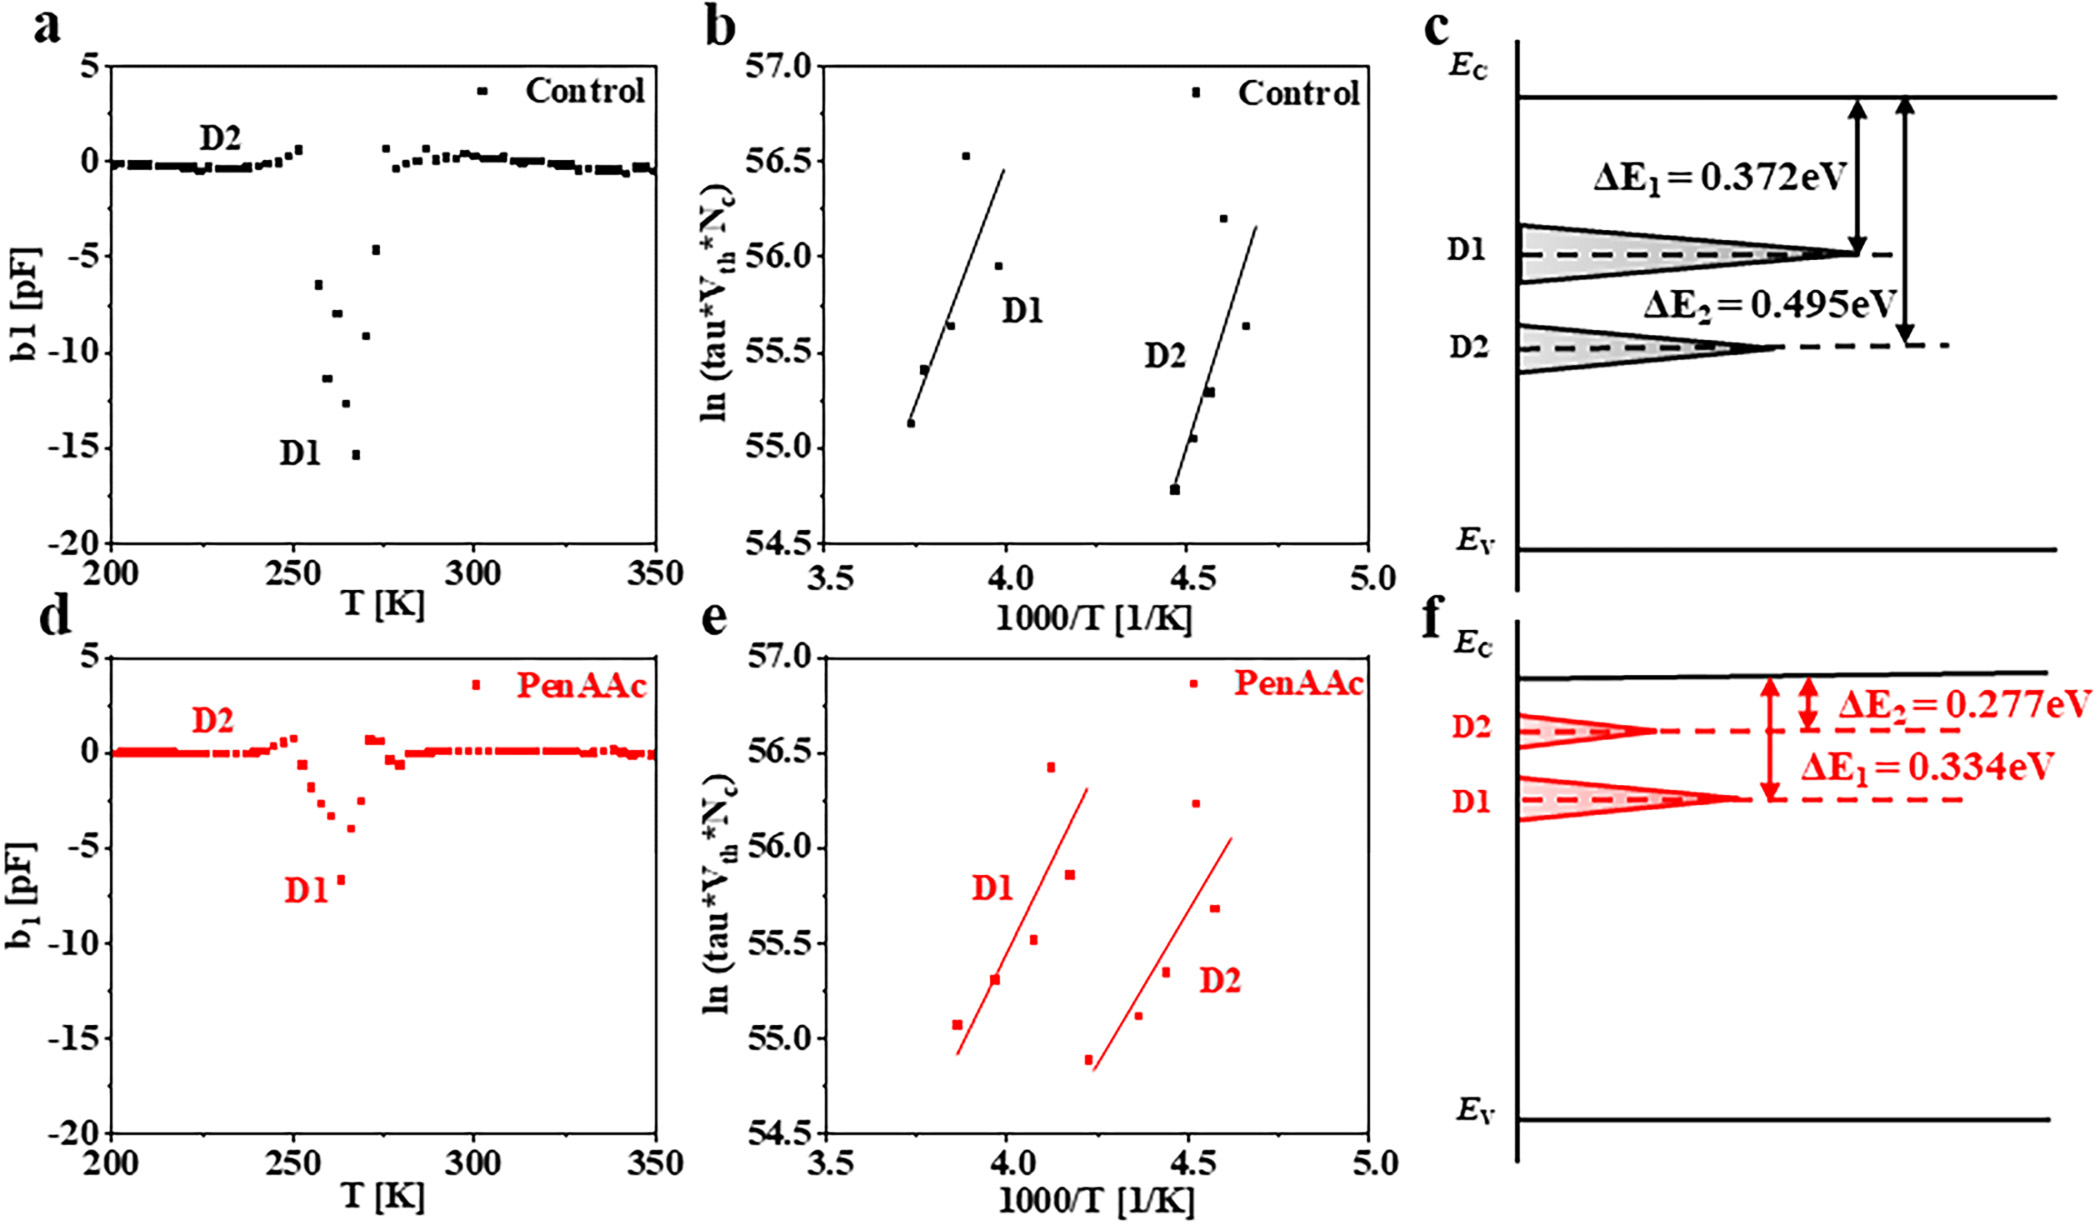 a
5
0
-5
-10
-15
-20
200
250
300
350
b1 [pF]
T [K]
Control
D2
D1
b
57.0
56.5
56.0
55.5
55.0
54.5
3.5
4.0
4.5
5.0
ln (tau*Vth*Nc)
1000/T [1/K]
Control
D1
D2
c
EC
ΔE1 = 0.372eV
D1
ΔE2 = 0.495eV
D2
EV
d
5
0
-5
-10
-15
-20
200
250
300
350
b1 [pF]
T [K]
PenAAc
D2
D1
e
57.0
56.5
56.0
55.5
55.0
54.5
3.5
4.0
4.5
5.0
ln (tau*Vth*Nc)
1000/T [1/K]
PenAAc
D1
D2
f
EC
ΔE2 = 0.277eV
D2
ΔE1 = 0.334eV
D1
EV